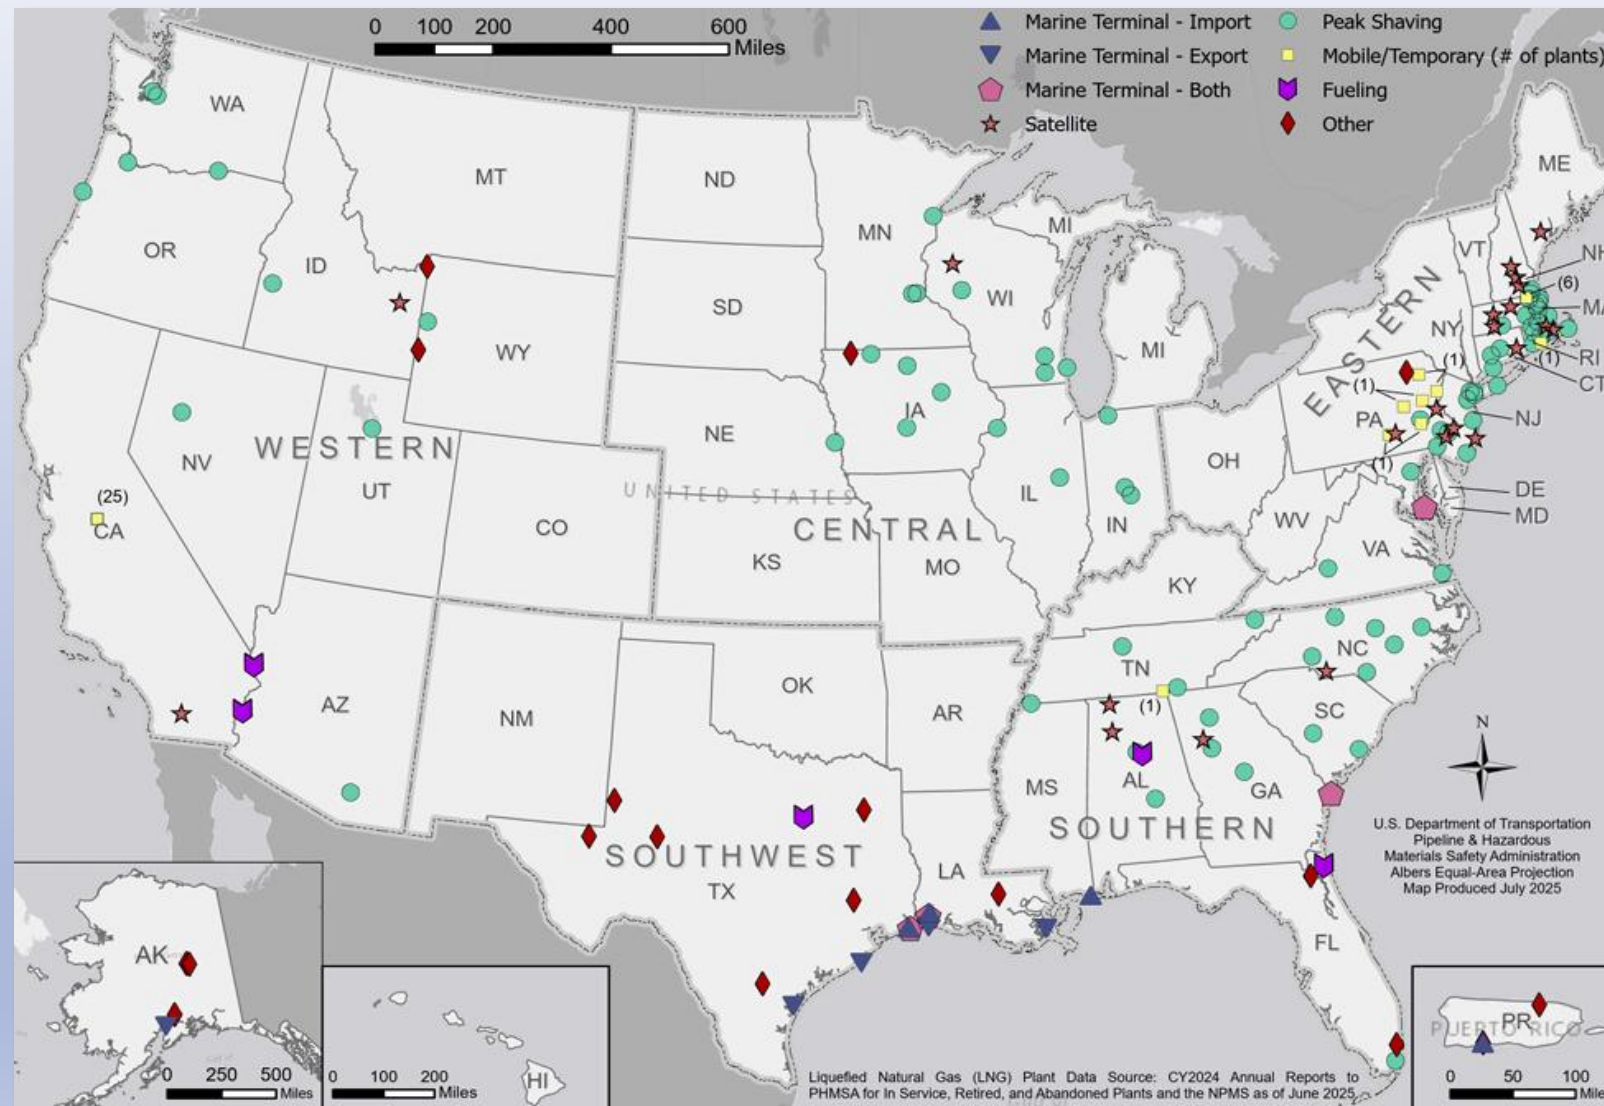 0 100 200 400 600
Miles
Marine Terminal - Import
Marine Terminal - Export
Marine Terminal - Both
Satellite
Peak Shaving
Mobile/Temporary (# of plants)
Fueling
Other
WA
MT
ND
MN
MI
ME
VT
NH
OR
ID
SD
WI
(6)
MA
NY
EASTERN
WY
MI
(1)
(1)
RI
CT
(1)
PA
NJ
IA
NE
NV
WESTERN
(1)
OH
UNITED STATES
(25)
CA
UT
CO
CENTRAL
IL
IN
WV
DE
MD
VA
KS
MO
KY
TN
NC
OK
AZ
NM
AR
(1)
SC
N
MS
AL
GA
SOUTHERN
SOUTHWEST
TX
LA
U.S. Department of Transportation
Pipeline & Hazardous
Materials Safety Administration
Albers Equal-Area Projection
Map Produced July 2025
FL
AK
0 250 500
Miles
HI
0 100 200
Miles
PR
PUERTO RICO
0 50 100
Mile
Liquefied Natural Gas (LNG) Plant Data Source: CY2024 Annual Reports to
PHMSA for In Service, Retired, and Abandoned Plants and the NPMS as of June 2025